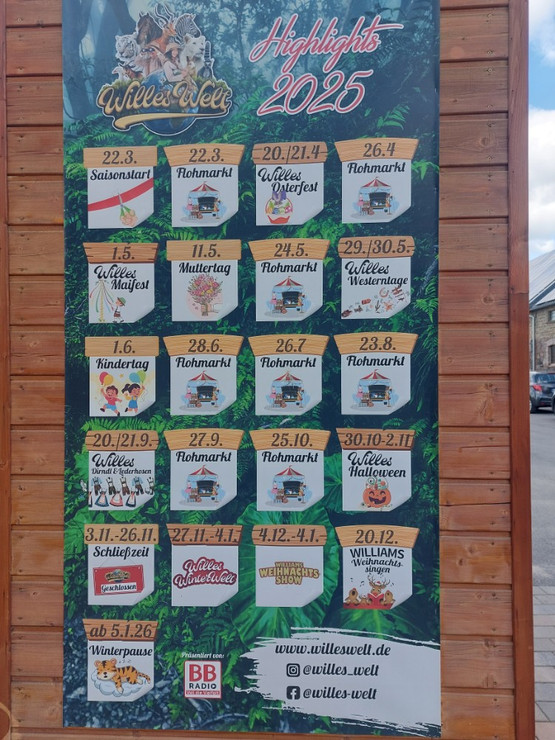 Willes Welt
Highlights
2025
22.3.
Saisonstart
22.3.
Flohmarkt
20./21.4
Willes
Osterfest
26.4
Flohmarkt
1.5.
Willes
Maifest
11.5.
Muttertag
24.5.
Flohmarkt
29./30.5.
Willes
Westerntage
1.6.
Kindertag
28.6.
Flohmarkt
26.7
Flohmarkt
23.8.
Flohmarkt
20./21.9.
Willes
Dirndl & Lederhosen
27.9.
Flohmarkt
25.10.
Flohmarkt
30.10-2.11
Willes
Halloween
3.11.-26.11.
Schließzeit
Geschlossen
27.11.-4.1.
Willes
WinterWelt
4.12.-4.1.
WILLIAMS
WEIHNACHTS
SHOW
20.12.
WILLIAMS
Weihnachts-
singen
ab 5.1.26
Winterpause
Präsentiert von:
BB
RADIO
www.willeswelt.de
@willes_welt
@willes-welt